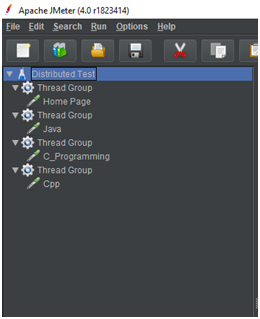 Apache JMeter (4.0 r1823414)
File Edit Search Run Options Help
Distributed Test
Thread Group
Home Page
Thread Group
Java
Thread Group
C_Programming
Thread Group
Cpp